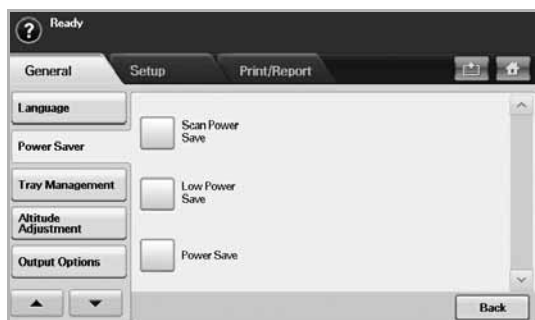 ? Ready
General Setup Print/Report
Language
Power Saver
Tray Management
Altitude
Adjustment
Output Options
Scan Power
Save
Low Power
Save
Power Save
Back